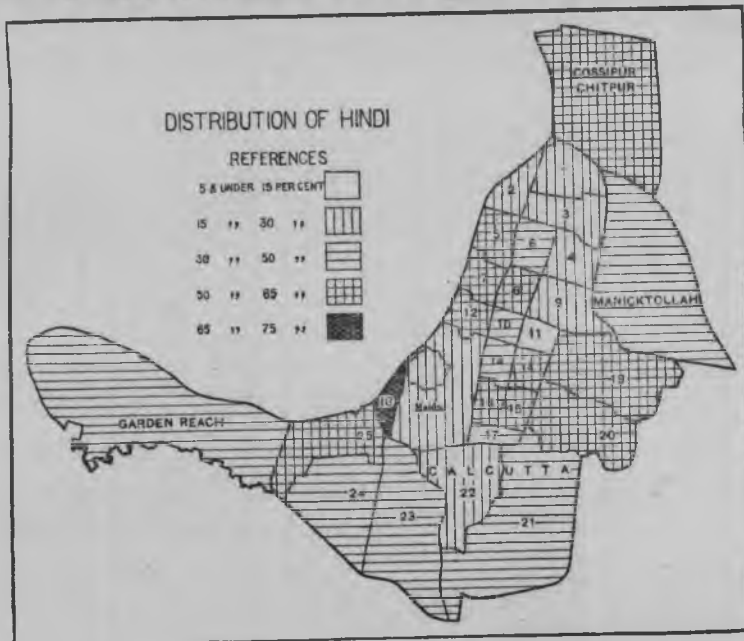 COSSIPUR
CHITPUR
DISTRIBUTION OF HINDI
REFERENCES
5 & UNDER 15 PER CENT
15 " 30 "
30 " 50 "
50 " 65 "
65 " 75 "
1
2
3
5
6
4
MANICKTOLLAH
7
8
9
12
10
11
14
19
18
Maidan
GARDEN REACH
15
25
17
20
CALCUTTA
24
22
23
21